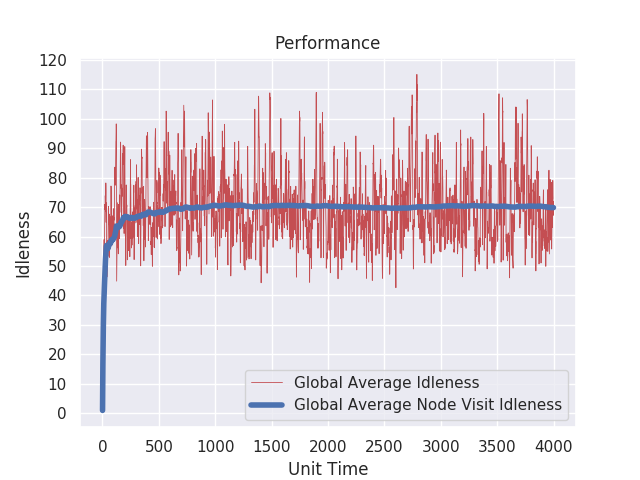 Performance
Idleness
120
110
100
90
80
70
60
50
40
30
20
10
0
Global Average Idleness
Global Average Node Visit Idleness
0 500 1000 1500 2000 2500 3000 3500 4000
Unit Time